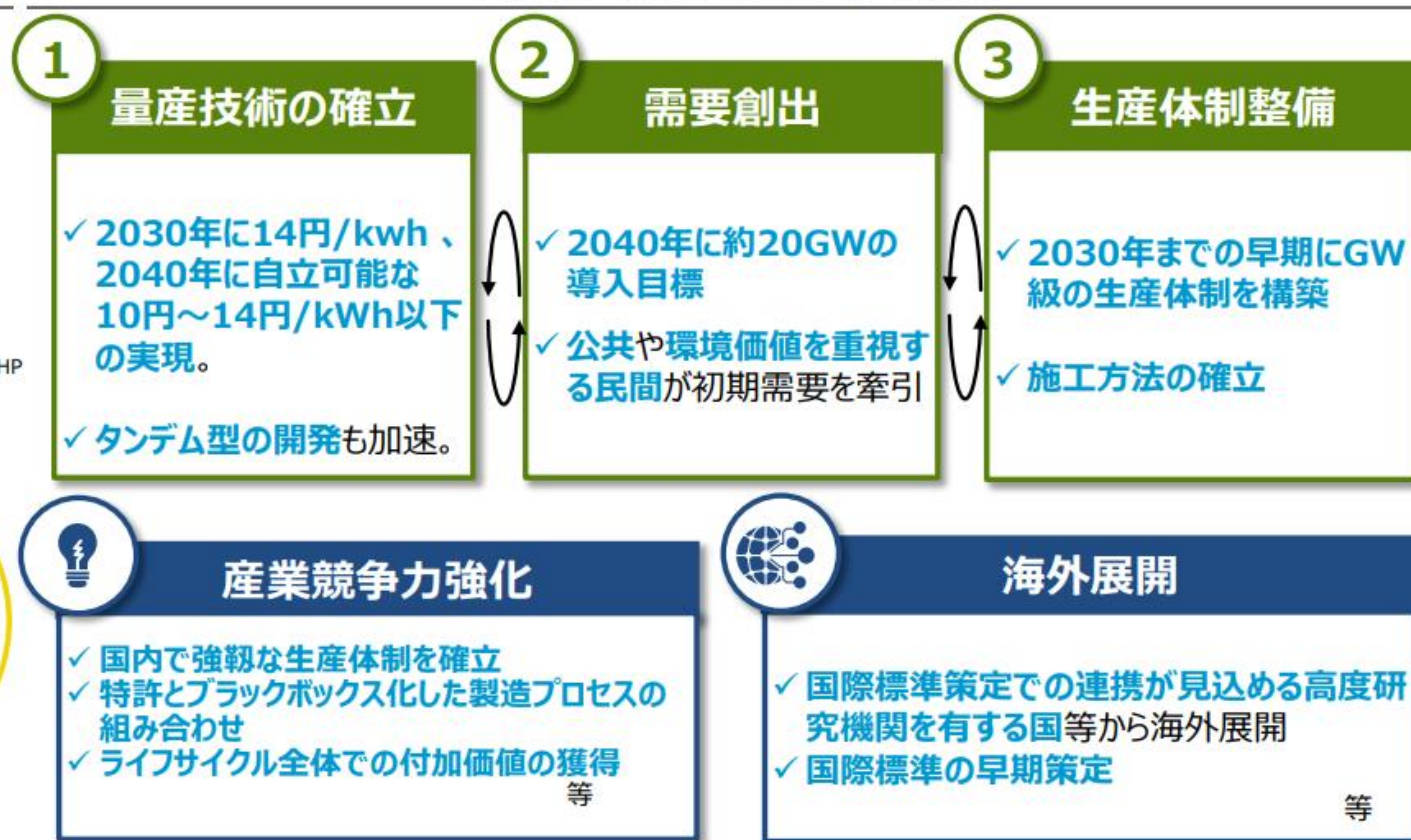 1
量産技術の確立
✓ 2030年に14円/kwh 、
2040年に自立可能な
10円～14円/kWh以下
の実現。
✓ タンデム型の開発も加速。
2
需要創出
✓ 2040年に約20GWの
導入目標
✓ 公共や環境価値を重視す
る民間が初期需要を牽引
3
生産体制整備
✓ 2030年までの早期にGW
級の生産体制を構築
✓ 施工方法の確立
HP
産業競争力強化
✓ 国内で強靱な生産体制を確立
✓ 特許とブラックボックス化した製造プロセスの
組み合わせ
✓ ライフサイクル全体での付加価値の獲得
等
海外展開
✓ 国際標準策定での連携が見込める高度研
究機関を有する国等から海外展開
✓ 国際標準の早期策定
等